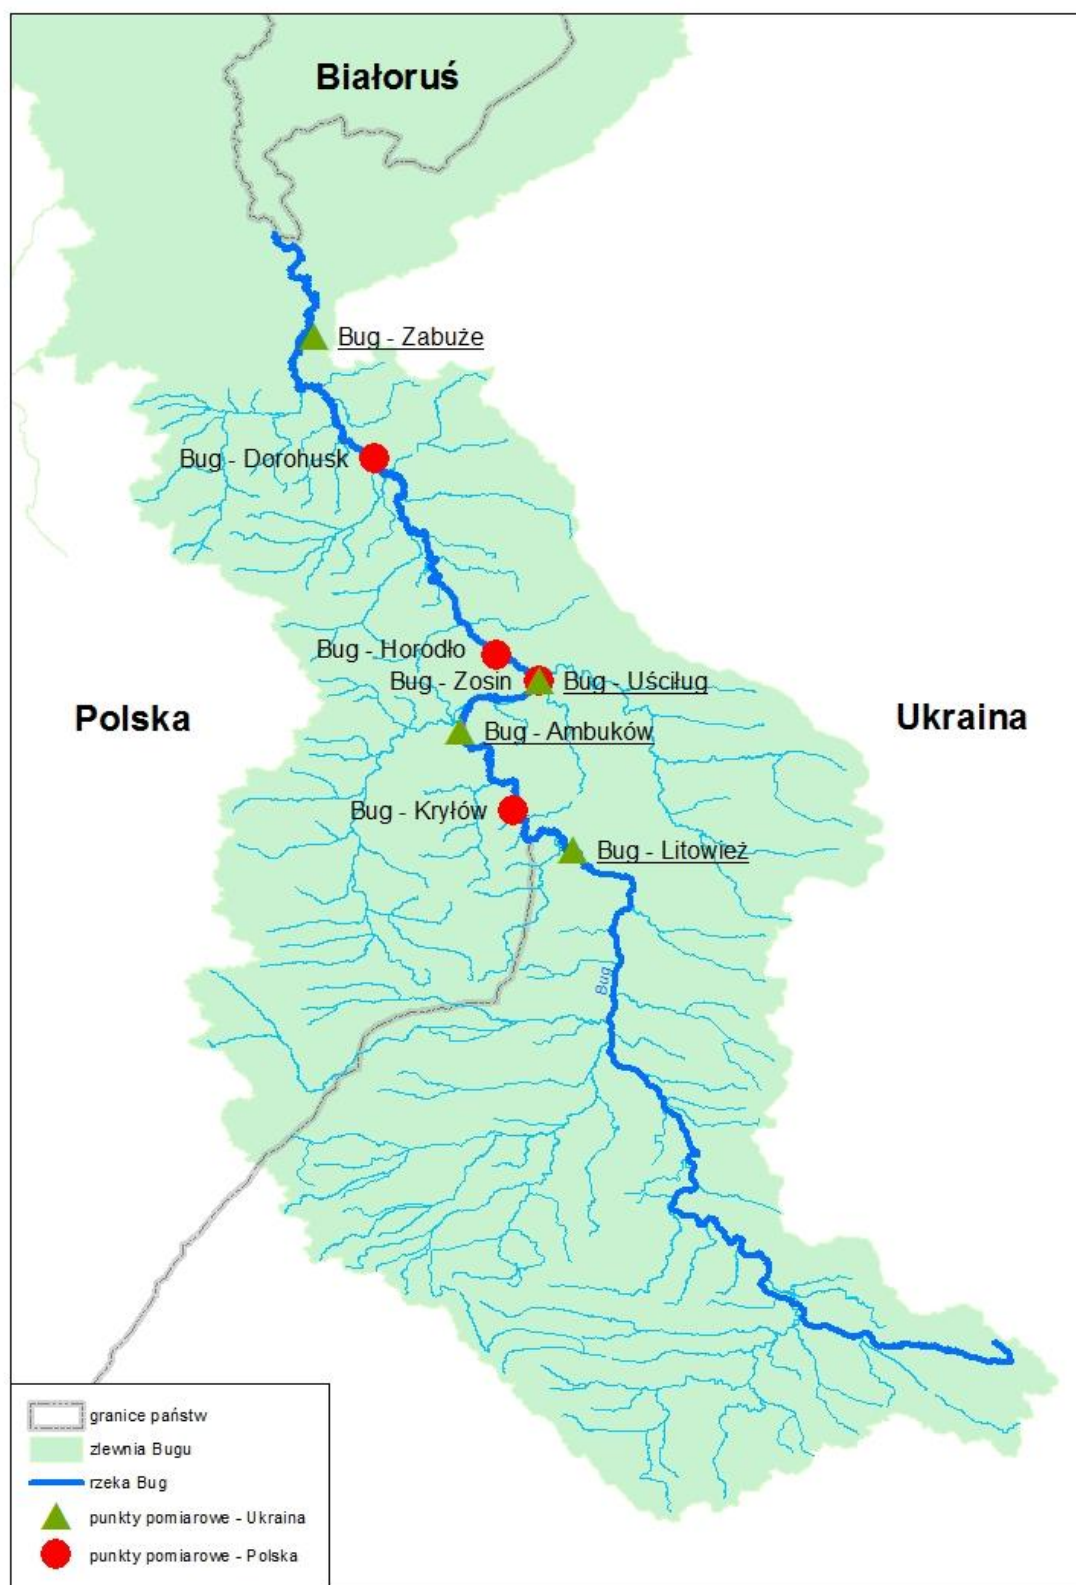 Białoruś
Bug - Zabuże
Bug - Dorohusk
Bug - Horodło
Bug - Zosin
Bug - Uściług
Polska
Ukraina
Bug - Ambuków
Bug - Kryłów
Bug - Litowież
Bug
granice państw
zlewnia Bugu
rzeka Bug
punkty pomiarowe - Ukraina
punkty pomiarowe - Polska